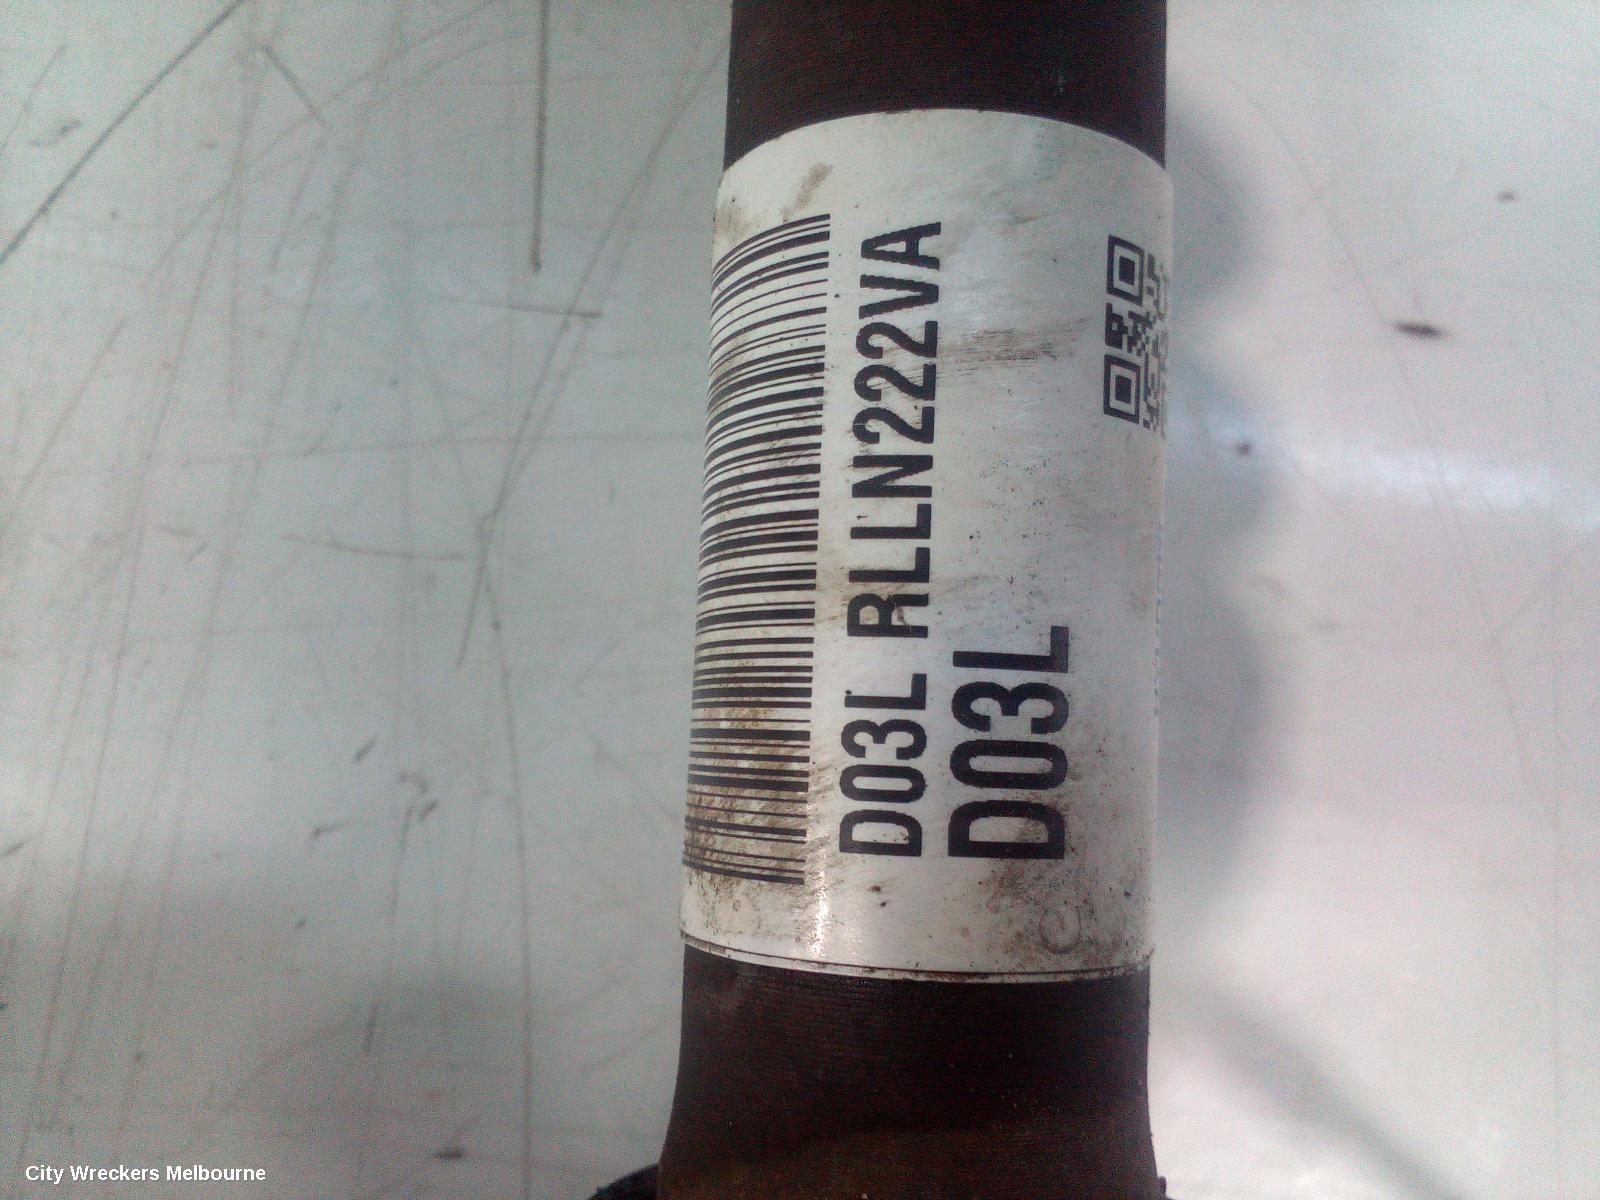 D03L RLLN222VA
D03L
City Wreckers Melbourne